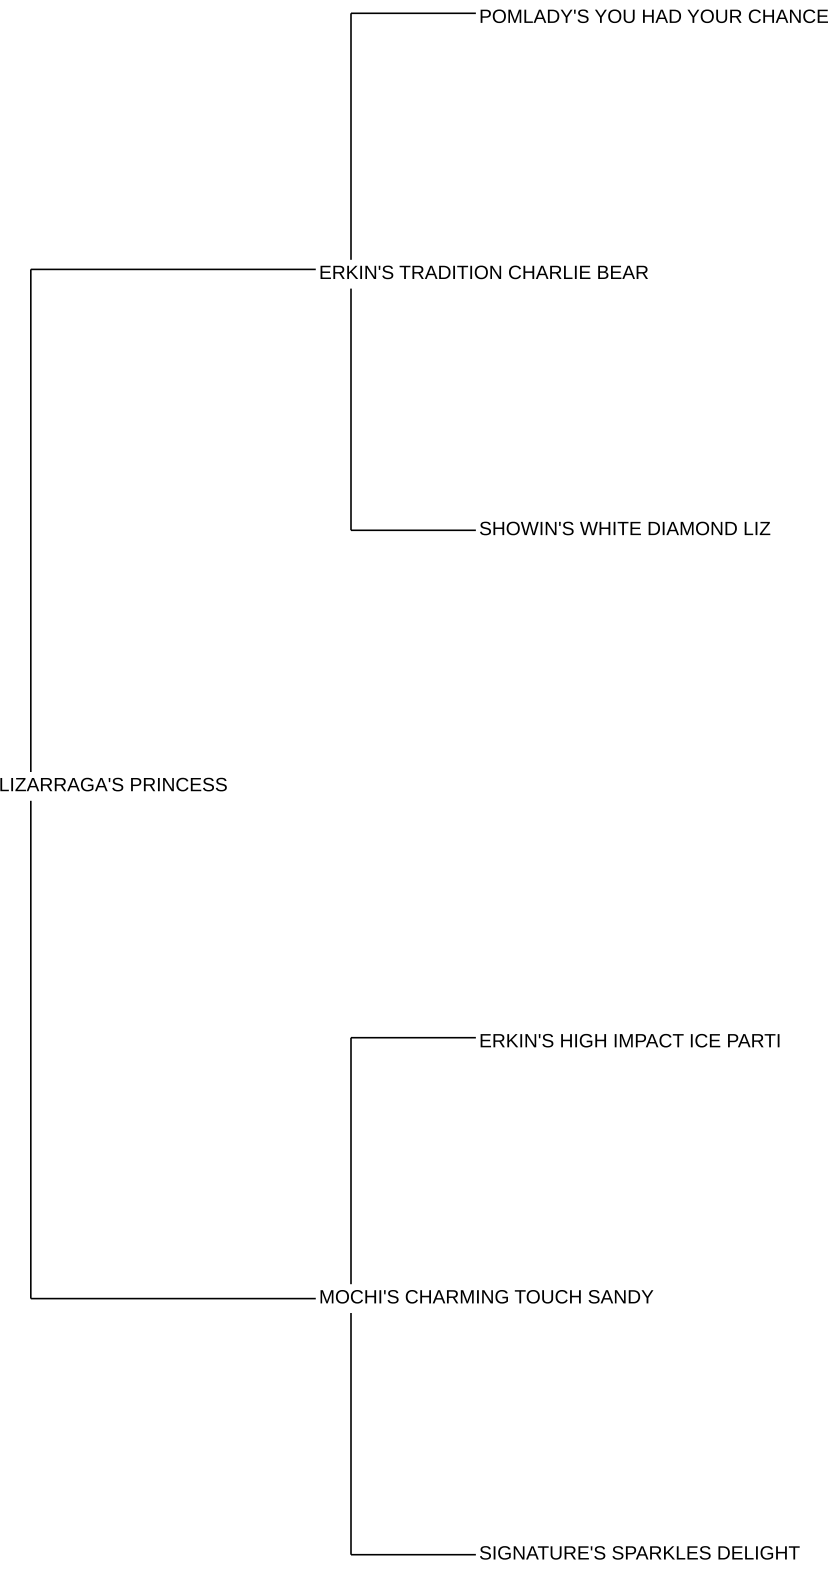 POMLADY'S YOU HAD YOUR CHANCE
ERKIN'S TRADITION CHARLIE BEAR
SHOWIN'S WHITE DIAMOND LIZ
LIZARRAGA'S PRINCESS
ERKIN'S HIGH IMPACT ICE PARTI
MOCHI'S CHARMING TOUCH SANDY
SIGNATURE'S SPARKLES DELIGHT